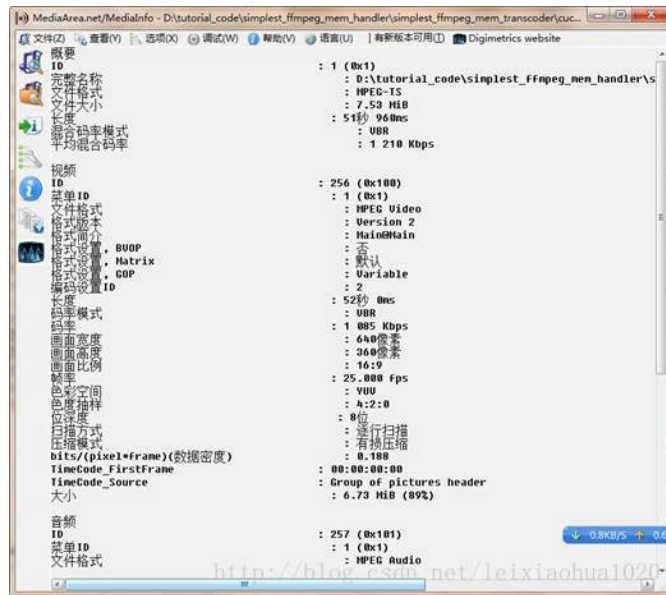 MediaArea.net/MediaInfo - D:\tutorial_code\simplest_ffmpeg_mem_handler\simplest_ffmpeg_mem_transcoder\cuc...
文件(Z) 查看(Y) 选项(X) 调试(W) 帮助(V) 语言(U) |有新版本可用(T) Digimetrics website
概要
ID : 1 (0x1)
完整名称 : D:\tutorial_code\simplest_ffmpeg_mem_handler\s
文件格式 : MPEG-TS
文件大小 : 7.53 MiB
长度 : 51秒 960ms
混合码率模式 : VBR
平均混合码率 : 1 210 Kbps
视频
ID : 256 (0x100)
菜单ID : 1 (0x1)
文件格式 : MPEG Video
格式版本 : Version 2
格式简介 : Main@Main
格式设置, BVOP : 否
格式设置, Matrix : 默认
格式设置, GOP : Variable
编码设置ID : 2
长度 : 52秒 0ms
码率模式 : VBR
码率 : 1 085 Kbps
画面宽度 : 640像素
画面高度 : 360像素
画面比例 : 16:9
帧率 : 25.000 fps
色彩空间 : YUV
色度抽样 : 4:2:0
位深度 : 8位
扫描方式 : 逐行扫描
压缩模式 : 有损压缩
bits/(pixel*frame)(数据密度) : 0.188
TimeCode_FirstFrame : 00:00:00:00
TimeCode_Source : Group of pictures header
大小 : 6.73 MiB (89%)
音频
ID : 257 (0x101)
菜单ID : 1 (0x1)
文件格式 : MPEG Audio
0.8KB/S 0.6
http://blog.csdn.net/leixiaohua1020